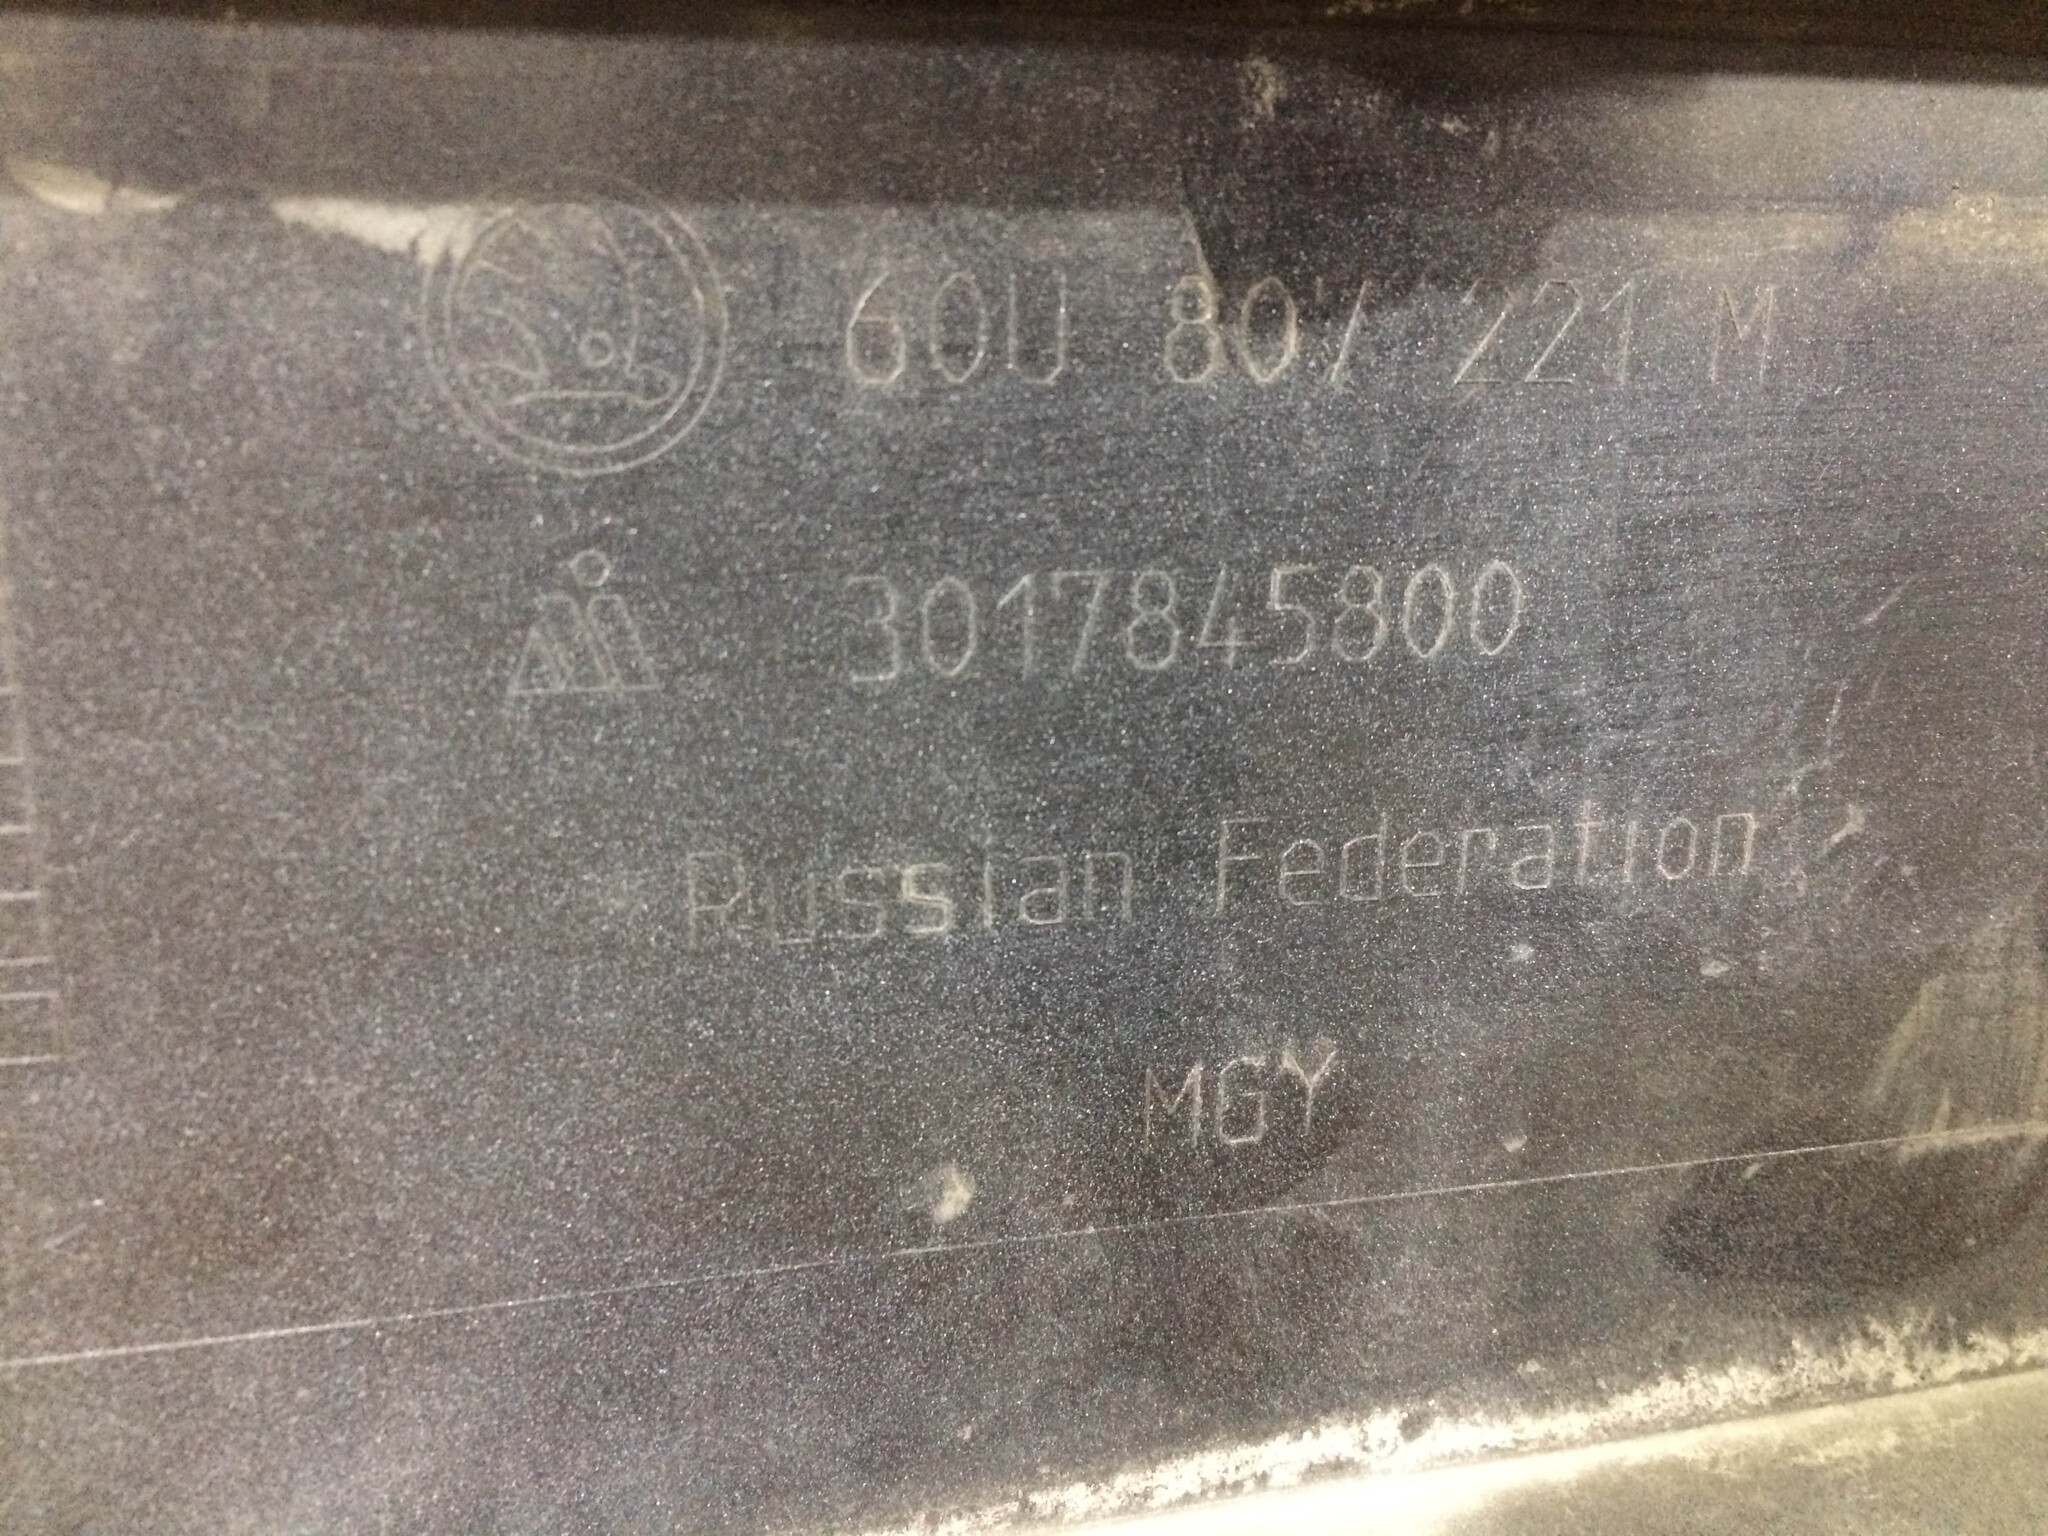 60U 807 221 M
3017845800
Russian Federation
MGY